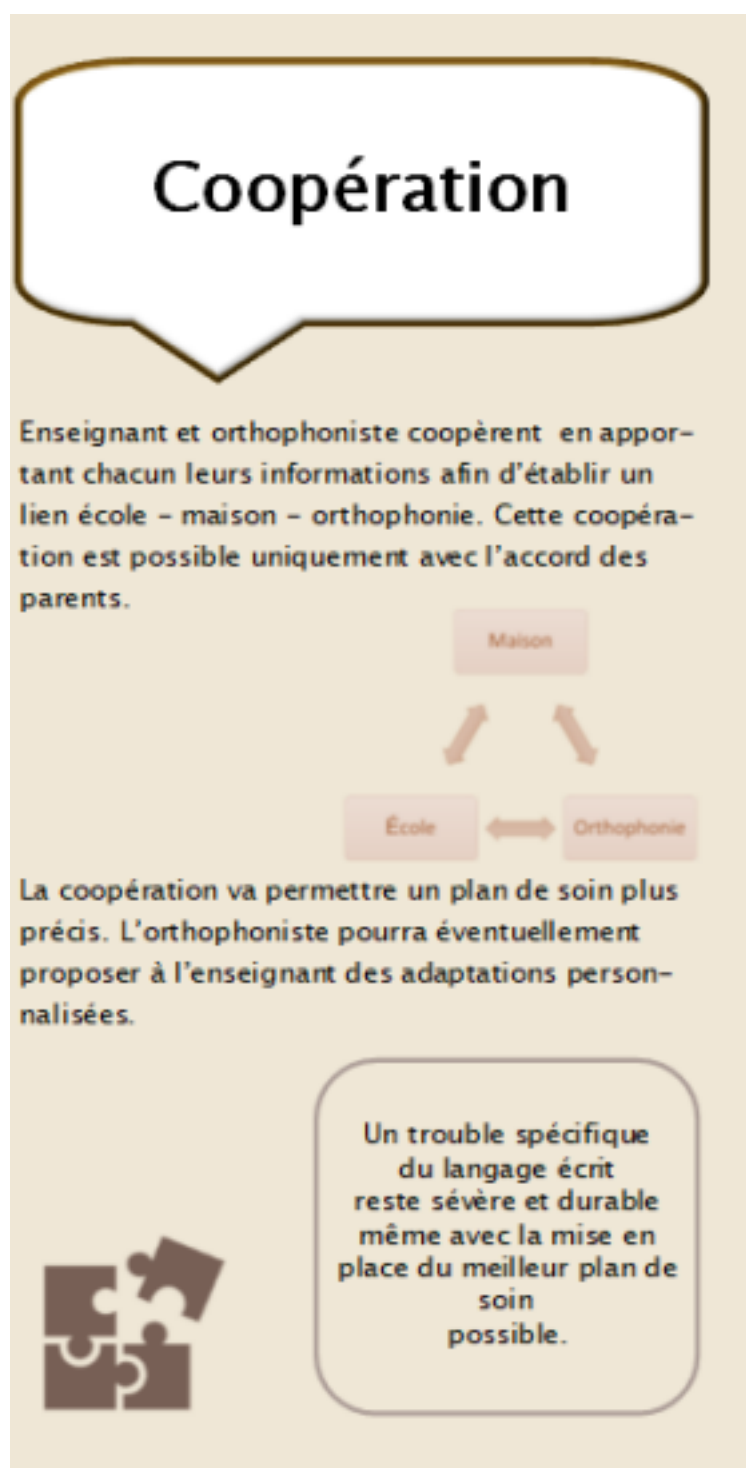 Coopération
Enseignant et orthophoniste coopèrent en appor-
tant chacun leurs informations afin d'établir un
lien école - maison - orthophonie. Cette coopéra-
tion est possible uniquement avec l'accord des
parents.
Maison
École
Orthophonie
La coopération va permettre un plan de soin plus
précis. L'orthophoniste pourra éventuellement
proposer à l'enseignant des adaptations person-
nalisées.
Un trouble spécifique
du langage écrit
reste sévère et durable
même avec la mise en
place du meilleur plan de
soin
possible.